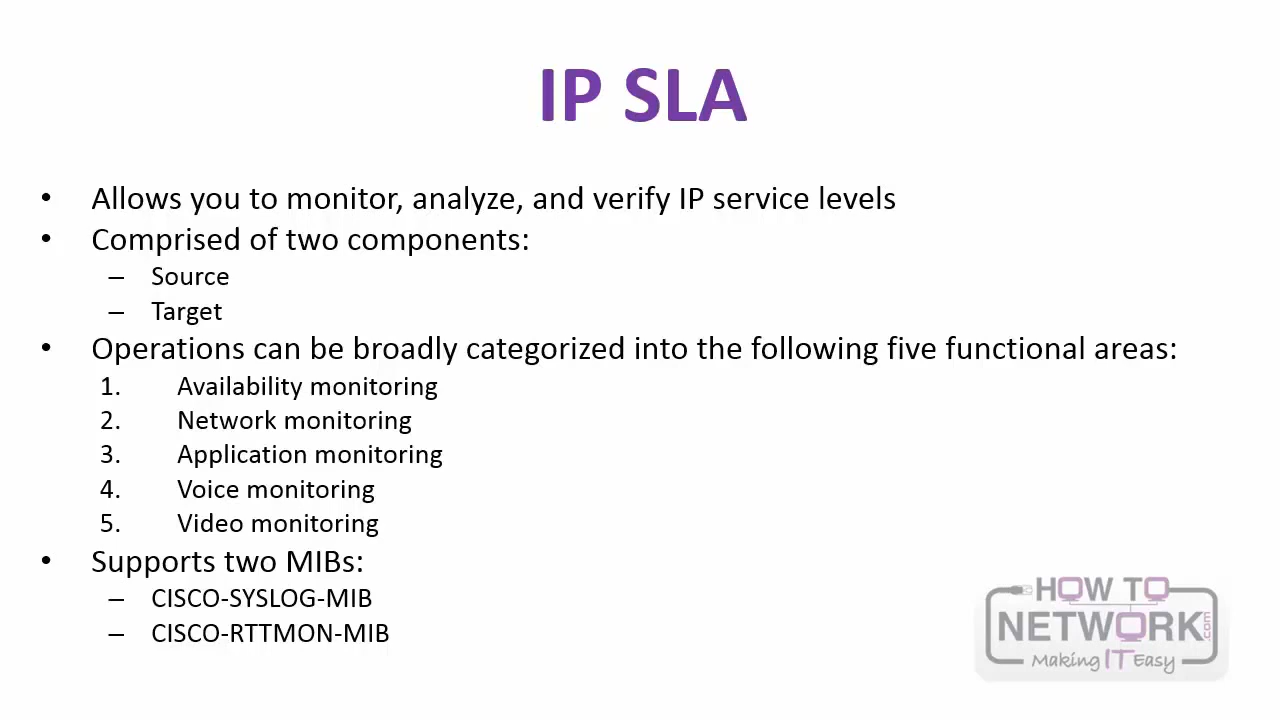 IP SLA
• Allows you to monitor, analyze, and verify IP service levels
• Comprised of two components:
– Source
– Target
• Operations can be broadly categorized into the following five functional areas:
1. Availability monitoring
2. Network monitoring
3. Application monitoring
4. Voice monitoring
5. Video monitoring
• Supports two MIBs:
– CISCO-SYSLOG-MIB
– CISCO-RTTMON-MIB
HOW TO
NETWORK.com
Making IT Easy